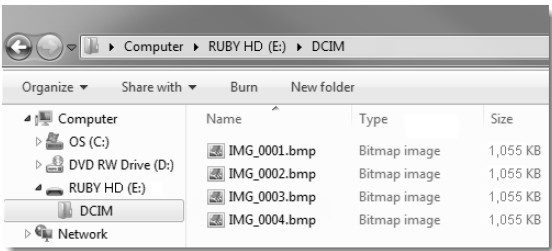 Computer ▸ RUBY HD (E:) ▸ DCIM
Organize ▾ Share with ▾ Burn New folder
Computer
OS (C:)
DVD RW Drive (D:)
RUBY HD (E:)
DCIM
Network
Name Type Size
IMG_0001.bmp Bitmap image 1,055 KB
IMG_0002.bmp Bitmap image 1,055 KB
IMG_0003.bmp Bitmap image 1,055 KB
IMG_0004.bmp Bitmap image 1,055 KB